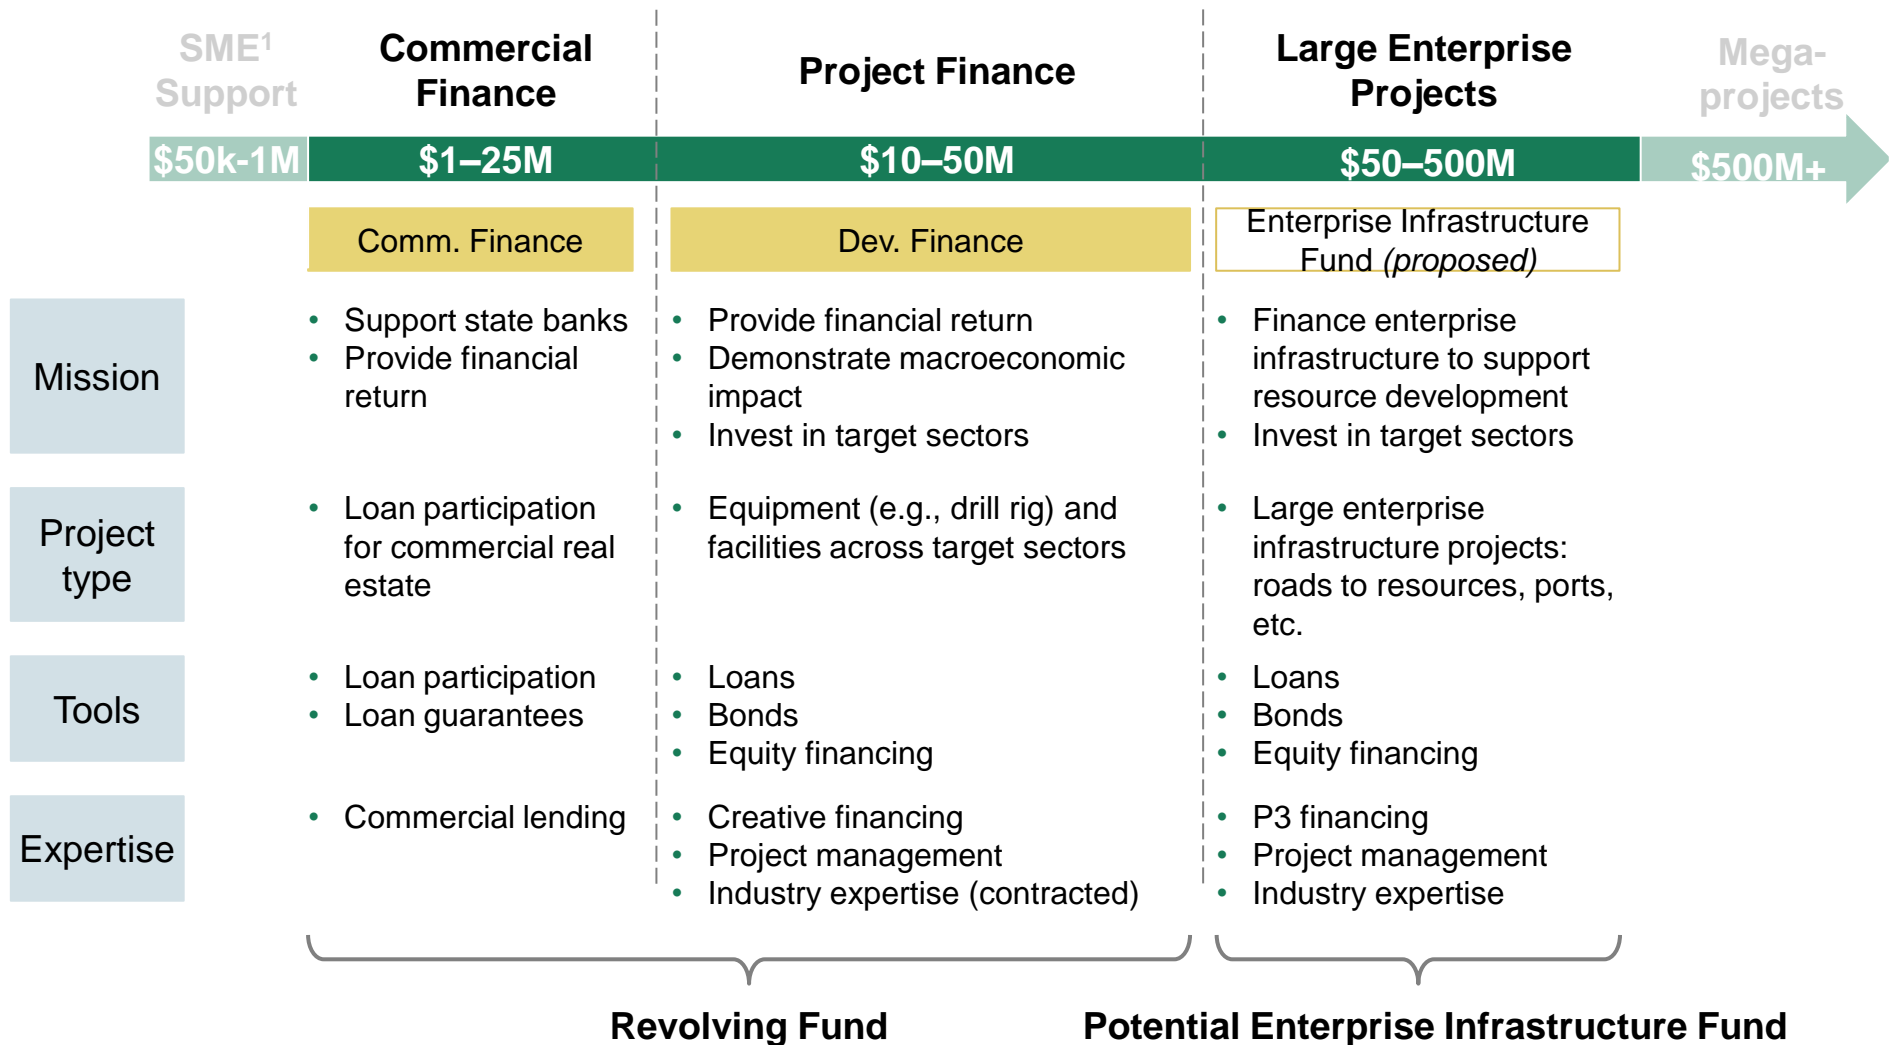 SME¹
Support
Commercial
Finance
Project Finance
Large Enterprise
Projects
Mega-
projects
$50k-1M
$1–25M
$10–50M
$50–500M
$500M+
Comm. Finance
Dev. Finance
Enterprise Infrastructure
Fund (proposed)
Mission
• Support state banks
• Provide financial
return
• Provide financial return
• Demonstrate macroeconomic
impact
• Invest in target sectors
• Finance enterprise
infrastructure to support
resource development
• Invest in target sectors
Project
type
• Loan participation
for commercial real
estate
• Equipment (e.g., drill rig) and
facilities across target sectors
• Large enterprise
infrastructure projects:
roads to resources, ports,
etc.
Tools
• Loan participation
• Loan guarantees
• Loans
• Bonds
• Equity financing
• Loans
• Bonds
• Equity financing
Expertise
• Commercial lending
• Creative financing
• Project management
• Industry expertise (contracted)
• P3 financing
• Project management
• Industry expertise
Revolving Fund
Potential Enterprise Infrastructure Fund